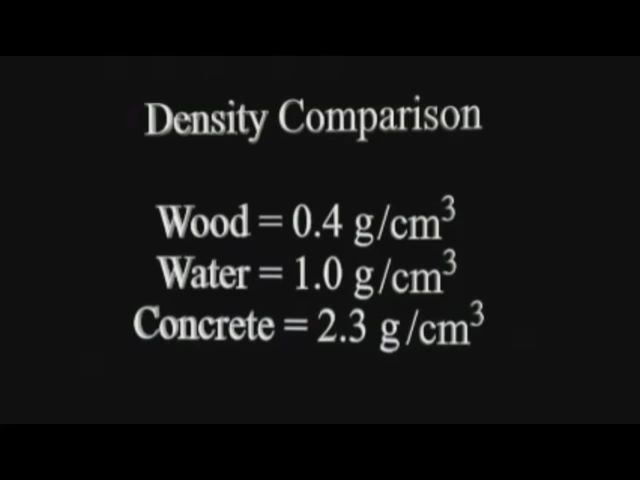 Density Comparison
Wood = 0.4 g/cm³
Water = 1.0 g/cm³
Concrete = 2.3 g/cm³